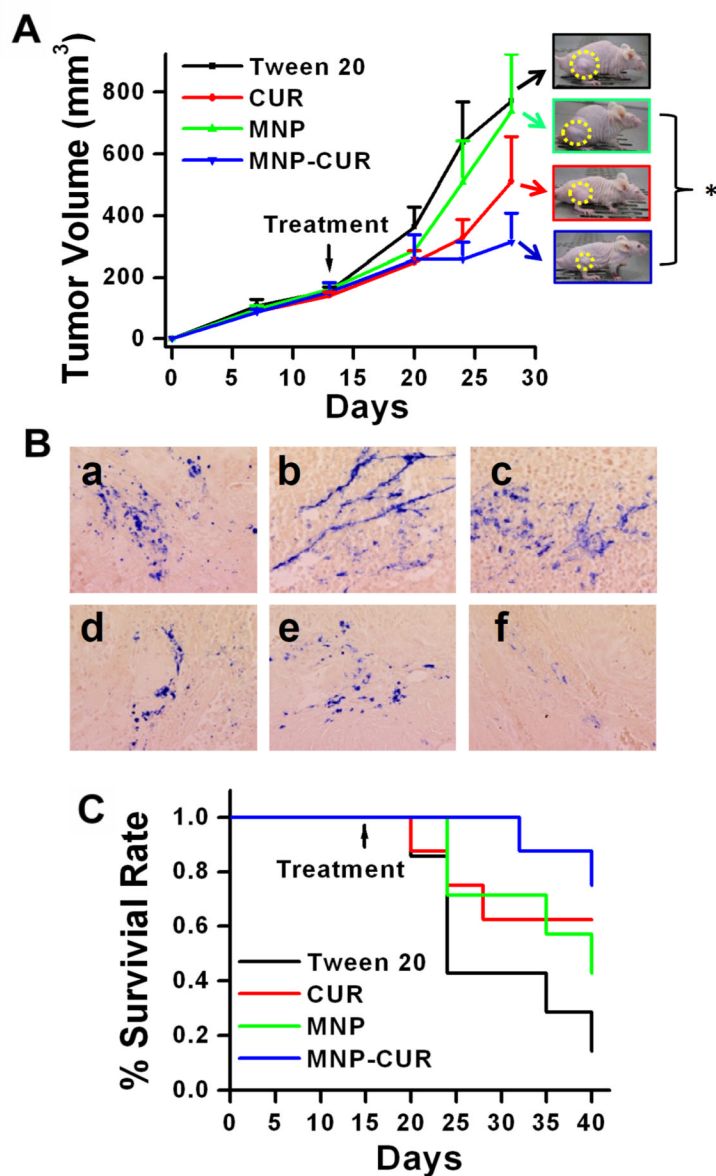 A
Tumor Volume (mm³)
800
600
400
200
0
Tween 20
CUR
MNP
MNP-CUR
Treatment
*
0 5 10 15 20 25 30
Days
B
a b c
d e f
C
% Survivial Rate
1.0
0.8
0.6
0.4
0.2
0.0
Treatment
Tween 20
CUR
MNP
MNP-CUR
0 5 10 15 20 25 30 35 40
Days